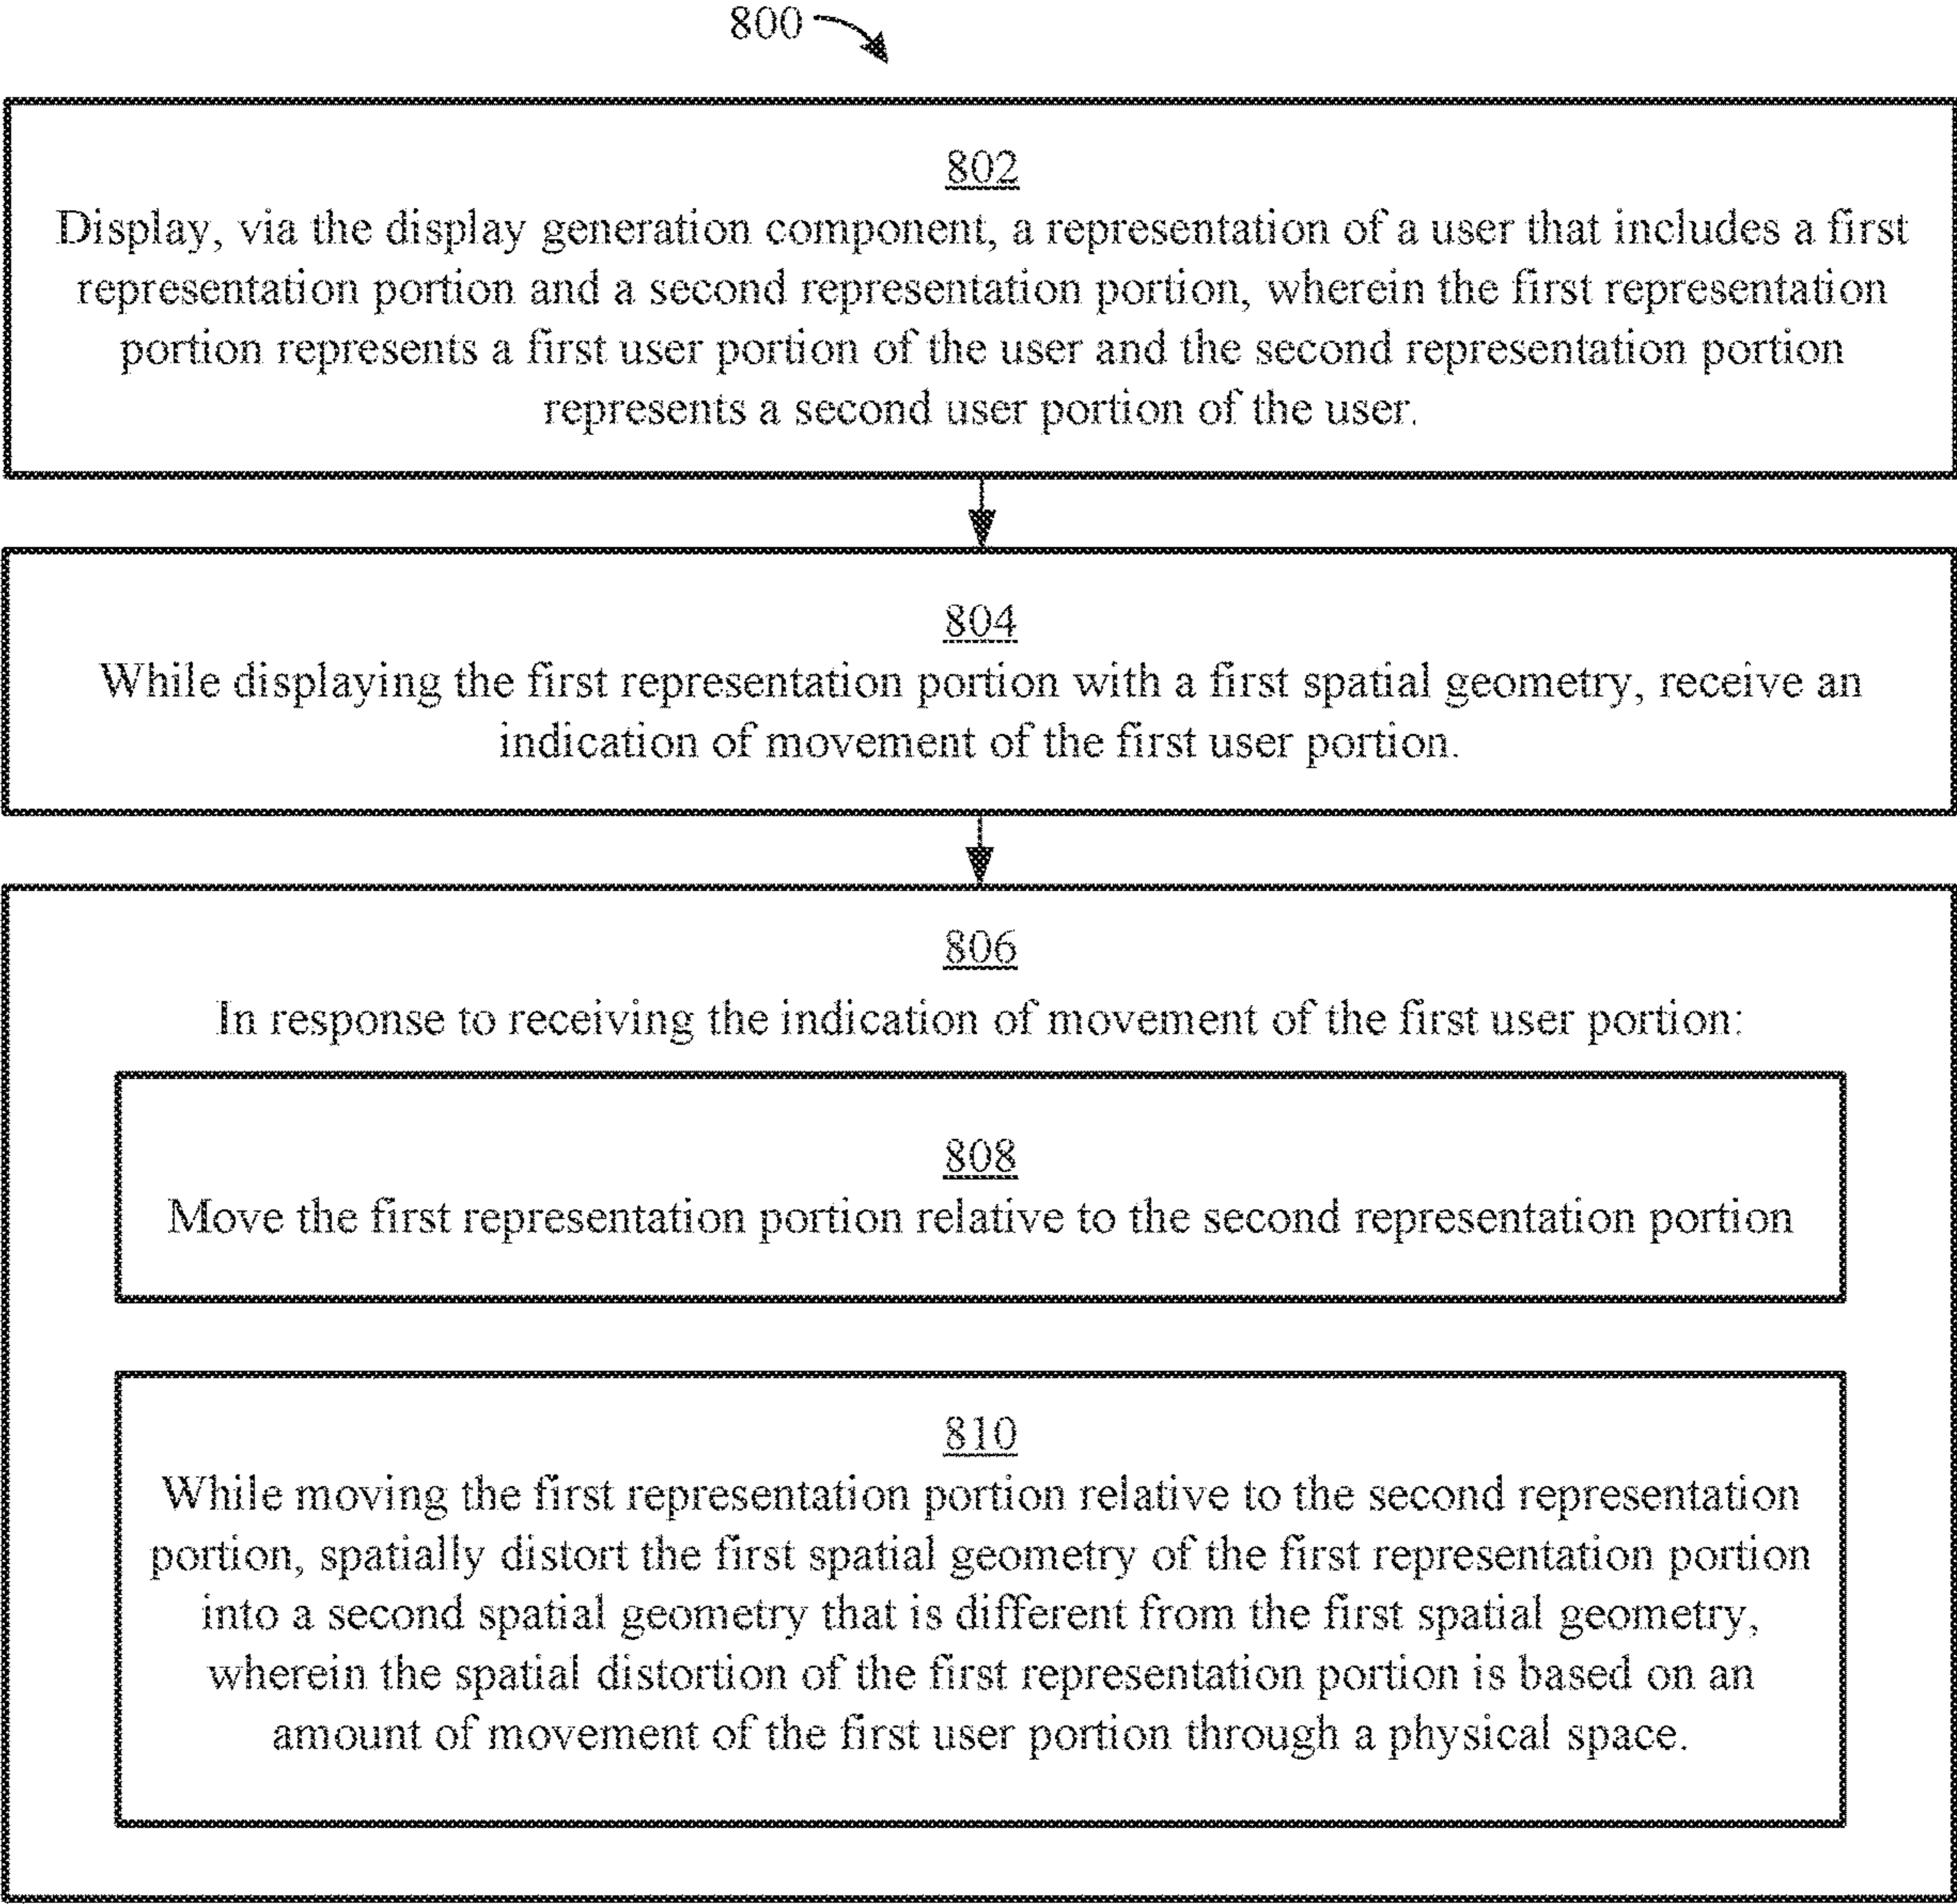 800
802
Display, via the display generation component, a representation of a user that includes a first
representation portion and a second representation portion, wherein the first representation
portion represents a first user portion of the user and the second representation portion
represents a second user portion of the user.
804
While displaying the first representation portion with a first spatial geometry, receive an
indication of movement of the first user portion.
806
In response to receiving the indication of movement of the first user portion:
808
Move the first representation portion relative to the second representation portion
810
While moving the first representation portion relative to the second representation
portion, spatially distort the first spatial geometry of the first representation portion
into a second spatial geometry that is different from the first spatial geometry,
wherein the spatial distortion of the first representation portion is based on an
amount of movement of the first user portion through a physical space.